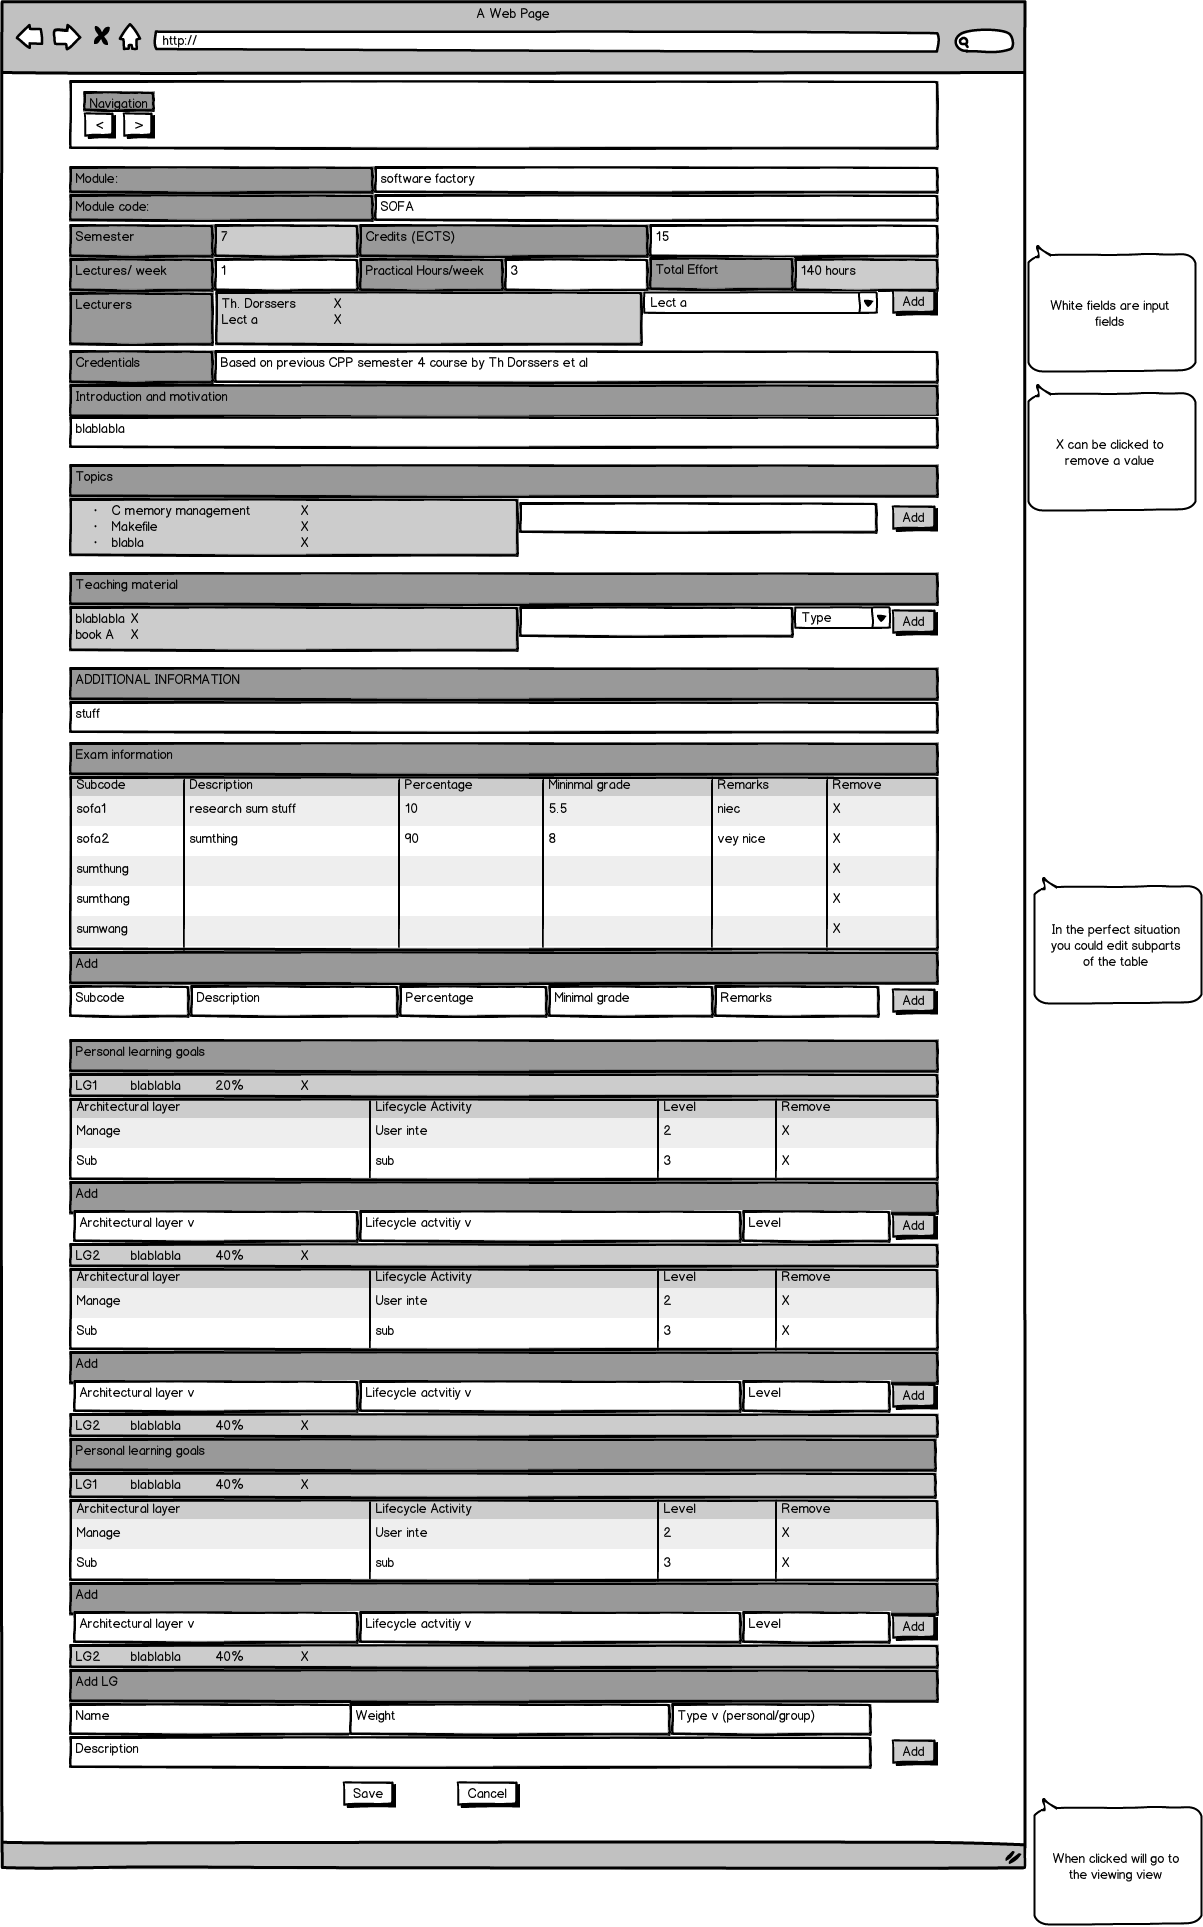 A Web Page
http://
Navigation
< >
Module: software factory
Module code: SOFA
Semester 7 Credits (ECTS) 15
Lectures/ week 1 Practical Hours/week 3 Total Effort 140 hours
Lecturers Th. Dorssers X Lect a Add
Lect a X
Credentials Based on previous CPP semester 4 course by Th Dorssers et al
Introduction and motivation
blablabla
Topics
· C memory management X Add
· Makefile X
· blabla X
Teaching material
blablabla X Type Add
book A X
ADDITIONAL INFORMATION
stuff
Exam information
Subcode Description Percentage Mininmal grade Remarks Remove
sofa1 research sum stuff 10 5.5 niec X
sofa2 sumthing 90 8 vey nice X
sumthung X
sumthang X
sumwang X
Add
Subcode Description Percentage Minimal grade Remarks Add
Personal learning goals
LG1 blablabla 20% X
Architectural layer Lifecycle Activity Level Remove
Manage User inte 2 X
Sub sub 3 X
Add
Architectural layer v Lifecycle actvitiy v Level Add
LG2 blablabla 40% X
Architectural layer Lifecycle Activity Level Remove
Manage User inte 2 X
Sub sub 3 X
Add
Architectural layer v Lifecycle actvitiy v Level Add
LG2 blablabla 40% X
Personal learning goals
LG1 blablabla 40% X
Architectural layer Lifecycle Activity Level Remove
Manage User inte 2 X
Sub sub 3 X
Add
Architectural layer v Lifecycle actvitiy v Level Add
LG2 blablabla 40% X
Add LG
Name Weight Type v (personal/group)
Description Add
Save Cancel
White fields are input
fields
X can be clicked to
remove a value
In the perfect situation
you could edit subparts
of the table
When clicked will go to
the viewing view